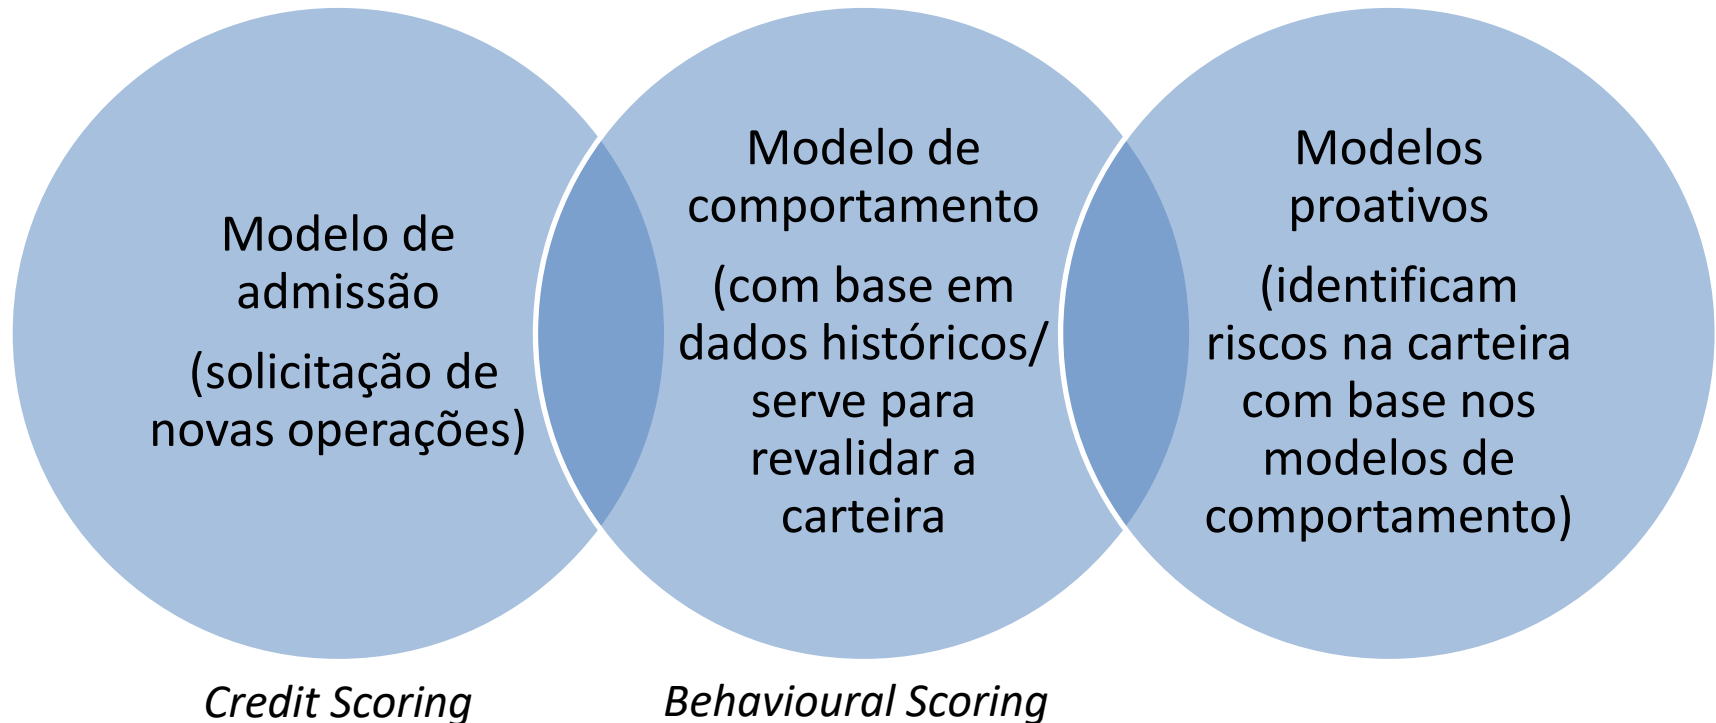 Modelo de
admissão
(solicitação de
novas operações)
Modelo de
comportamento
(com base em
dados históricos/
serve para
revalidar a
carteira
Modelos
proativos
(identificam
riscos na carteira
com base nos
modelos de
comportamento)
Credit Scoring
Behavioural Scoring